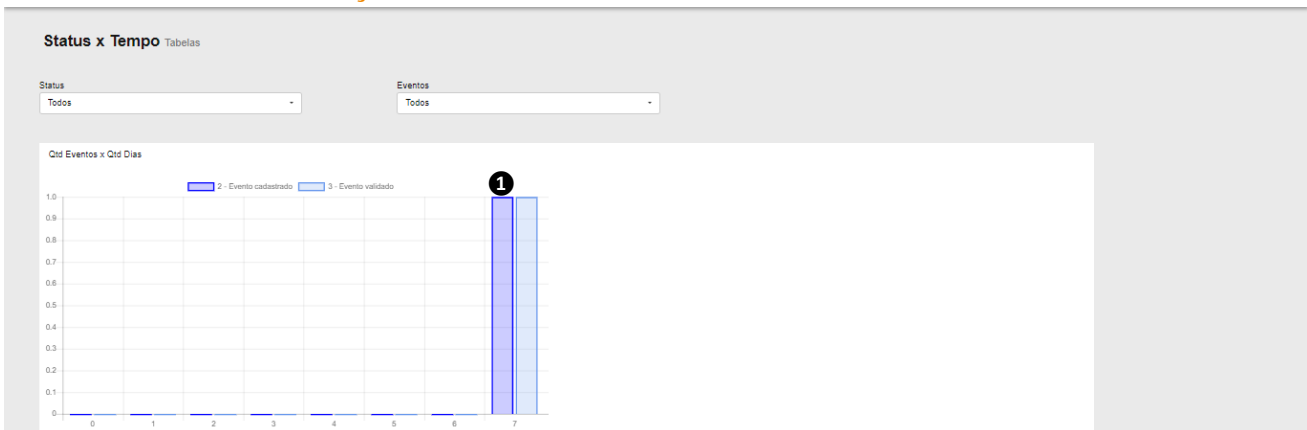 Status x Tempo Tabelas
Status Eventos
Todos Todos
Qtd Eventos x Qtd Dias
2 - Evento cadastrado 3 - Evento validado
1
1.0
0.9
0.8
0.7
0.6
0.5
0.4
0.3
0.2
0.1
0
0 1 2 3 4 5 6 7